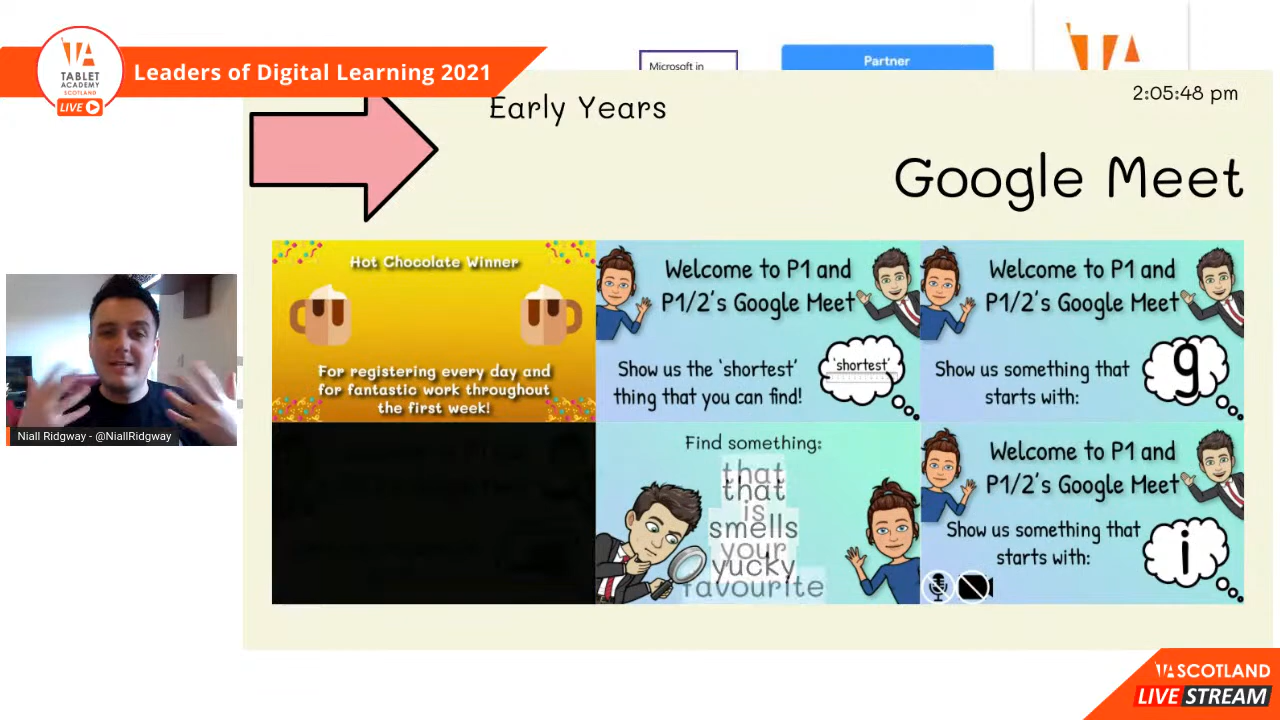 TA
TABLET
ACADEMY
SCOTLAND
LIVE
Leaders of Digital Learning 2021
Microsoft in
Partner
TA
Early Years
2:05:48 pm
Google Meet
Hot Chocolate Winner
For registering every day and
for fantastic work throughout
the first week!
Welcome to P1 and
P1/2's Google Meet
Show us the 'shortest'
thing that you can find!
'shortest'
Welcome to P1 and
P1/2's Google Meet
Show us something that
starts with:
g
Find something:
that
that
is
smells
your
yucky
favourite
Welcome to P1 and
P1/2's Google Meet
Show us something that
starts with:
i
Niall Ridgway - @NiallRidgway
TA SCOTLAND
LIVE STREAM